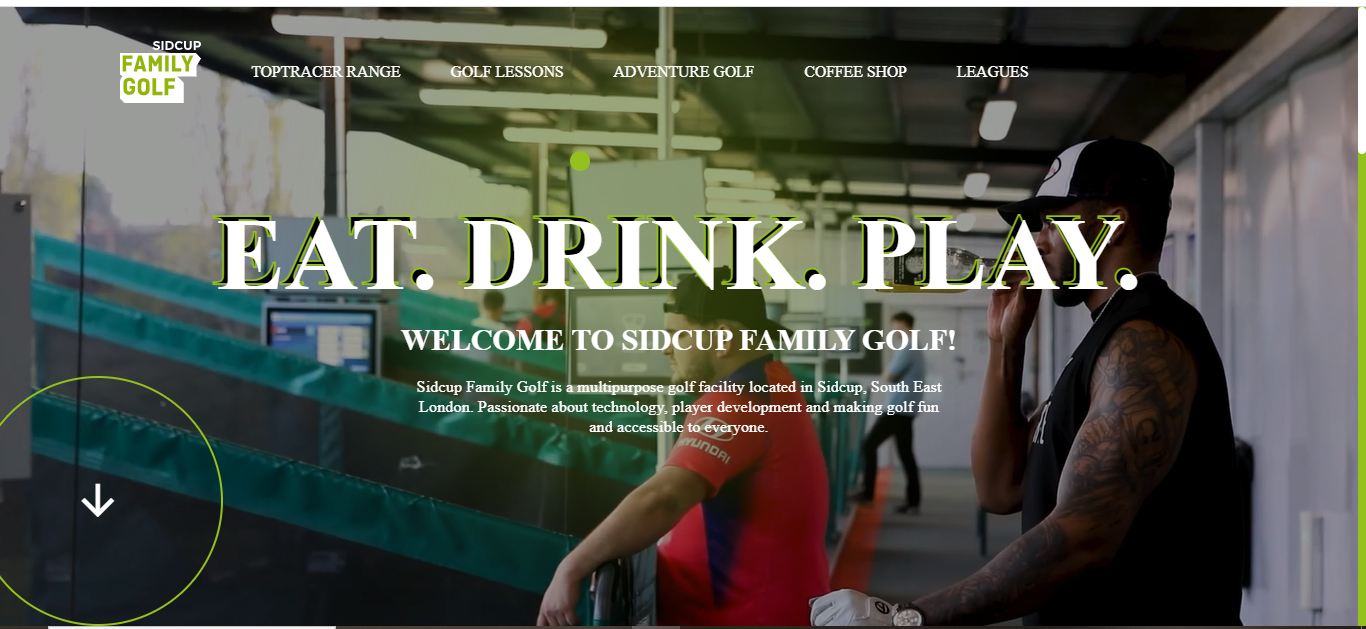 SIDCUP
FAMILY
GOLF
TOPTRACER RANGE GOLF LESSONS ADVENTURE GOLF COFFEE SHOP LEAGUES
EAT. DRINK. PLAY.
WELCOME TO SIDCUP FAMILY GOLF!
Sidcup Family Golf is a multipurpose golf facility located in Sidcup, South East
London. Passionate about technology, player development and making golf fun
and accessible to everyone.
HYUNDAI